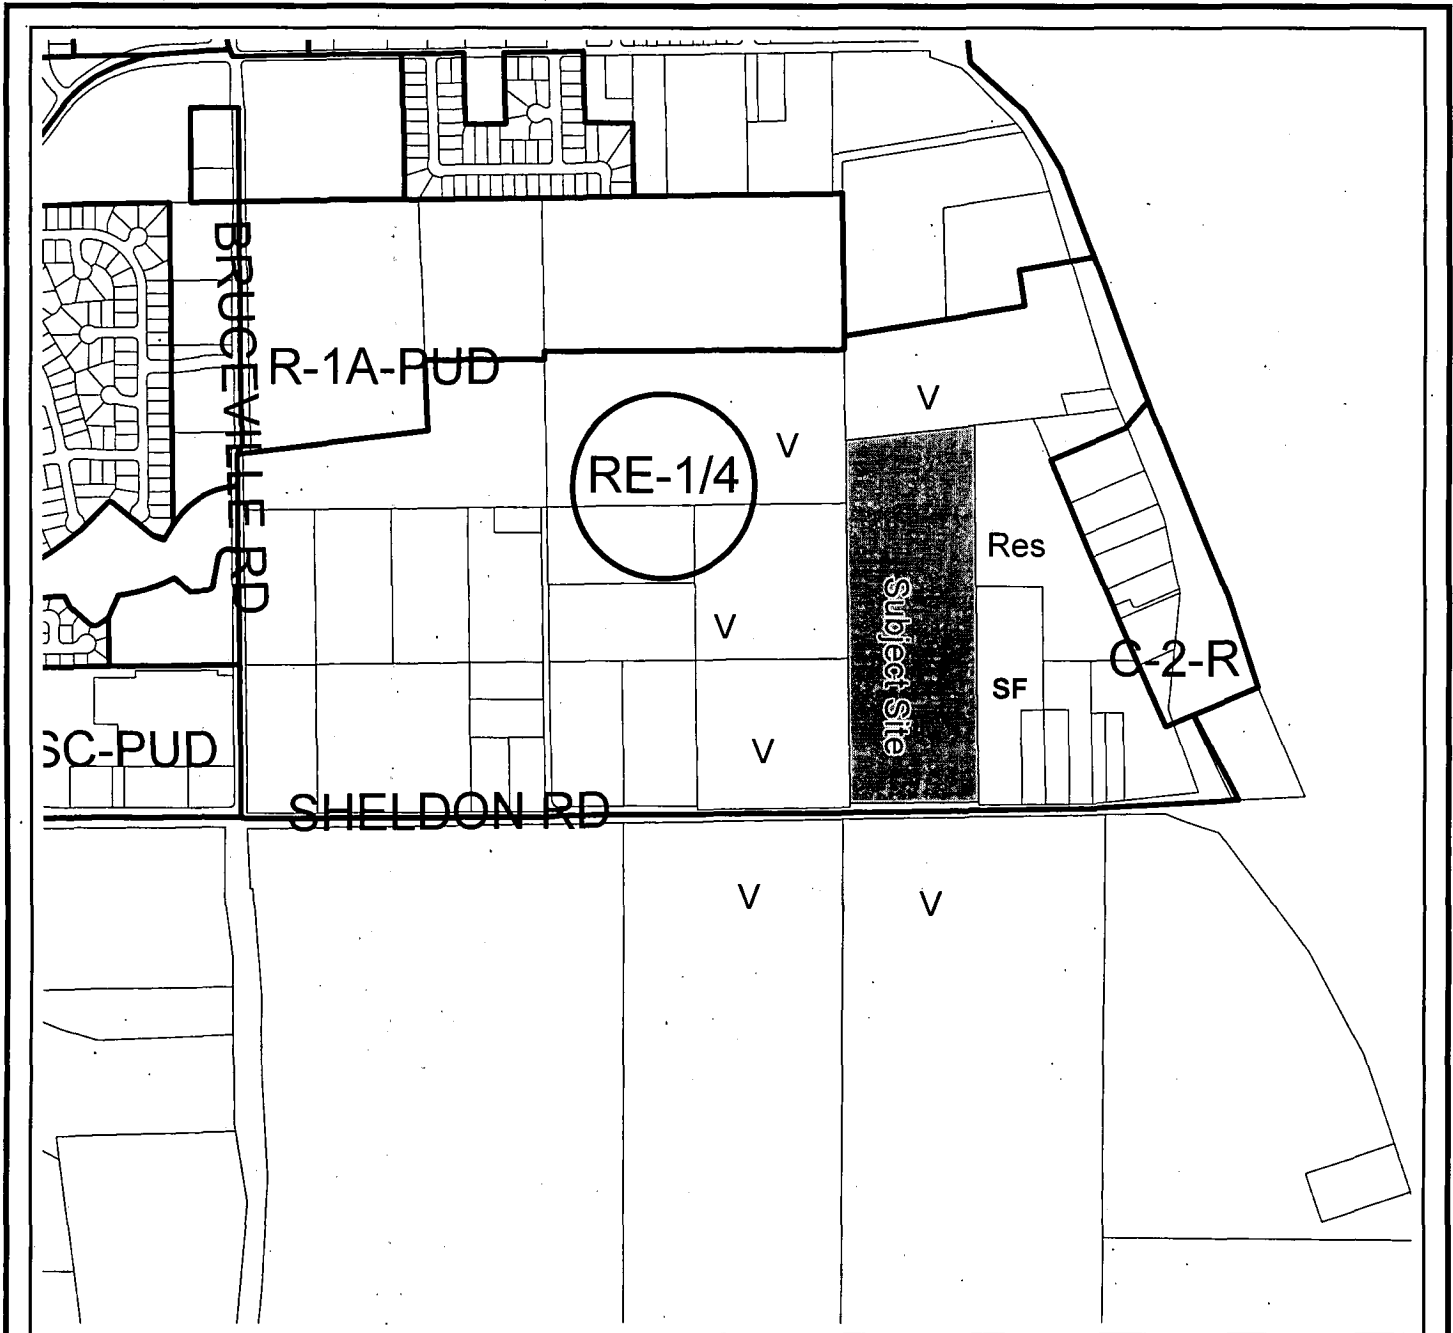 BRUCEVILLE RD
R-1A-PUD
V
V
RE-1/4
Res
Subject Site
V
C-2-R
SF
SC-PUD
V
SHELDON RD
V
V